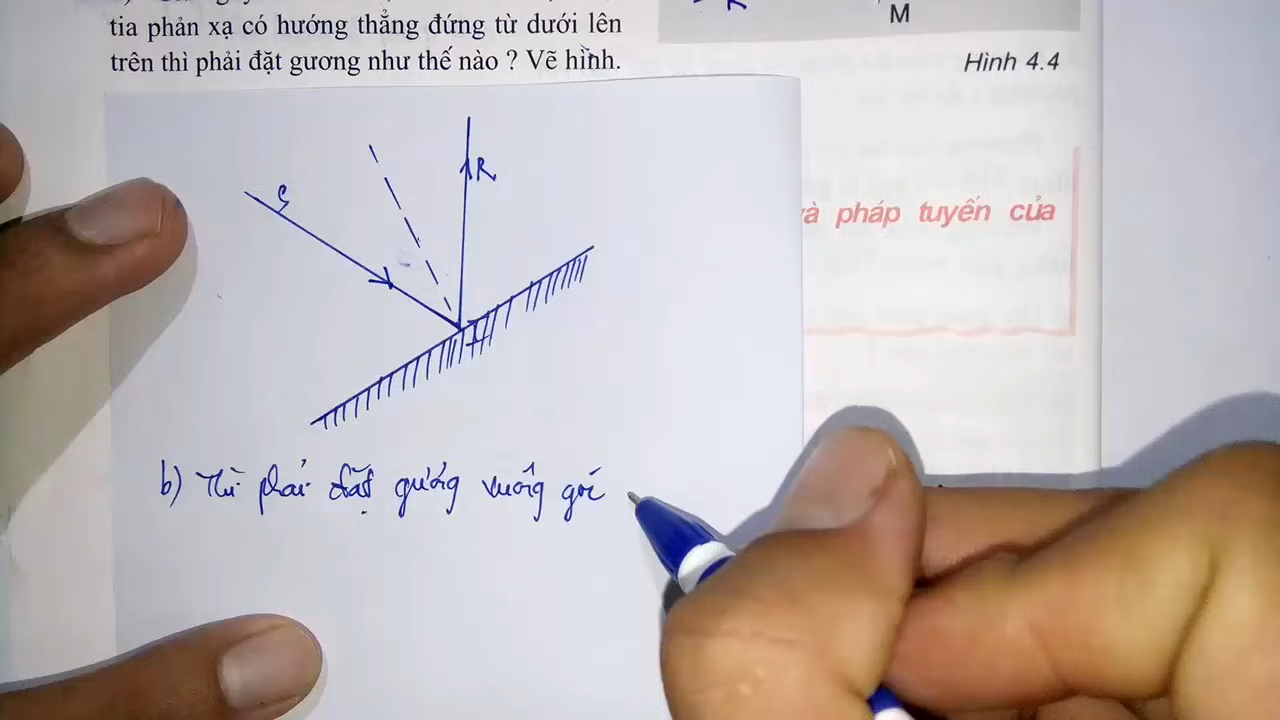 tia phản xạ có hướng thẳng đứng từ dưới lên
trên thì phải đặt gương như thế nào ? Vẽ hình.
M
Hình 4.4
S
R
I
à pháp tuyến của
b) Thì phải đặt gương vuông góc